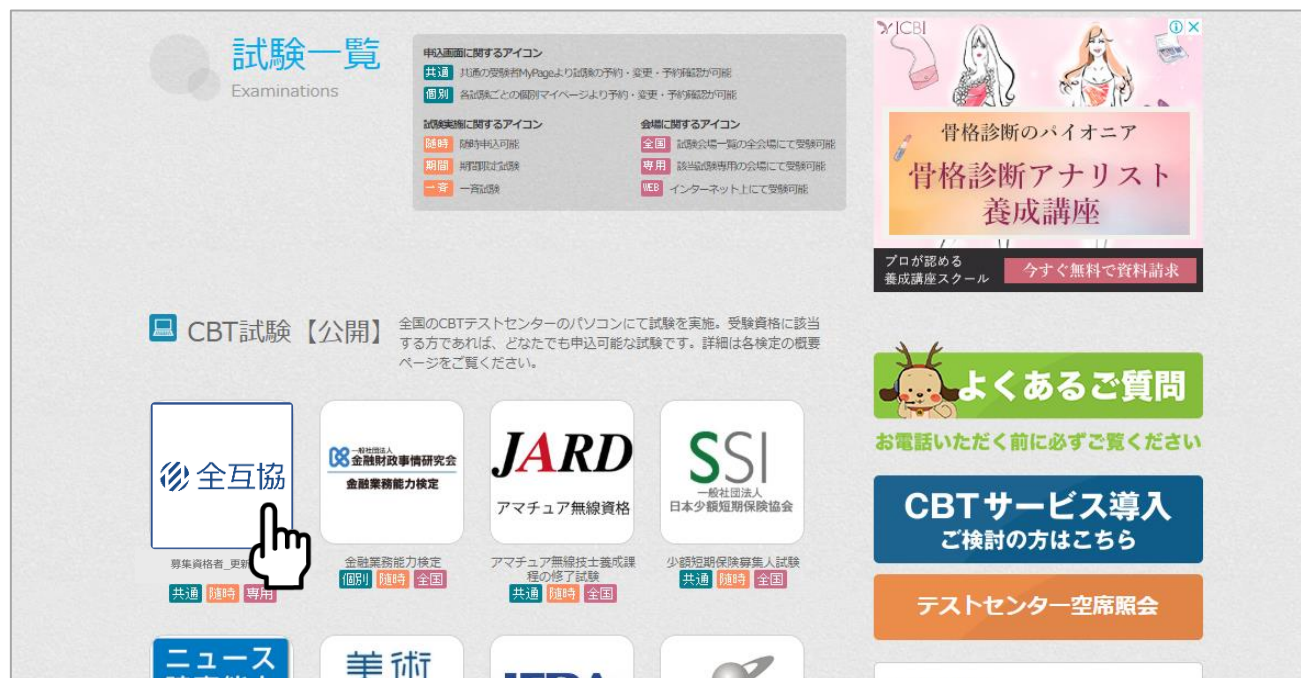 試験一覧
Examinations
申込画面に関するアイコン
共通 共通の受験者MyPageより試験の予約・変更・予約確認が可能
個別 各試験ごとの個別マイページより予約・変更・予約確認が可能
試験実施に関するアイコン
随時 随時申込可能
期間 期間限定試験
一斉 一斉試験
会場に関するアイコン
全国 試験会場一覧の全会場にて受験可能
専用 該当試験専用の会場にて受験可能
WEB インターネット上にて受験可能
ICBI
骨格診断のパイオニア
骨格診断アナリスト
養成講座
プロが認める
養成講座スクール
今すぐ無料で資料請求
CBT試験【公開】
全国のCBTテストセンターのパソコンにて試験を実施。受験資格に該当
する方であれば、どなたでも申込可能な試験です。詳細は各検定の概要
ページをご覧ください。
全互協
募集資格者_更新
共通 随時 専用
一般社団法人
金融財政事情研究会
金融業務能力検定
金融業務能力検定
個別 随時 全国
JARD
アマチュア無線資格
アマチュア無線技士養成課
程の修了試験
共通 随時 全国
SSI
一般社団法人
日本少額短期保険協会
少額短期保険募集人試験
共通 随時 全国
よくあるご質問
お電話いただく前に必ずご覧ください
CBTサービス導入
ご検討の方はこちら
テストセンター空席照会
ニュース
美術